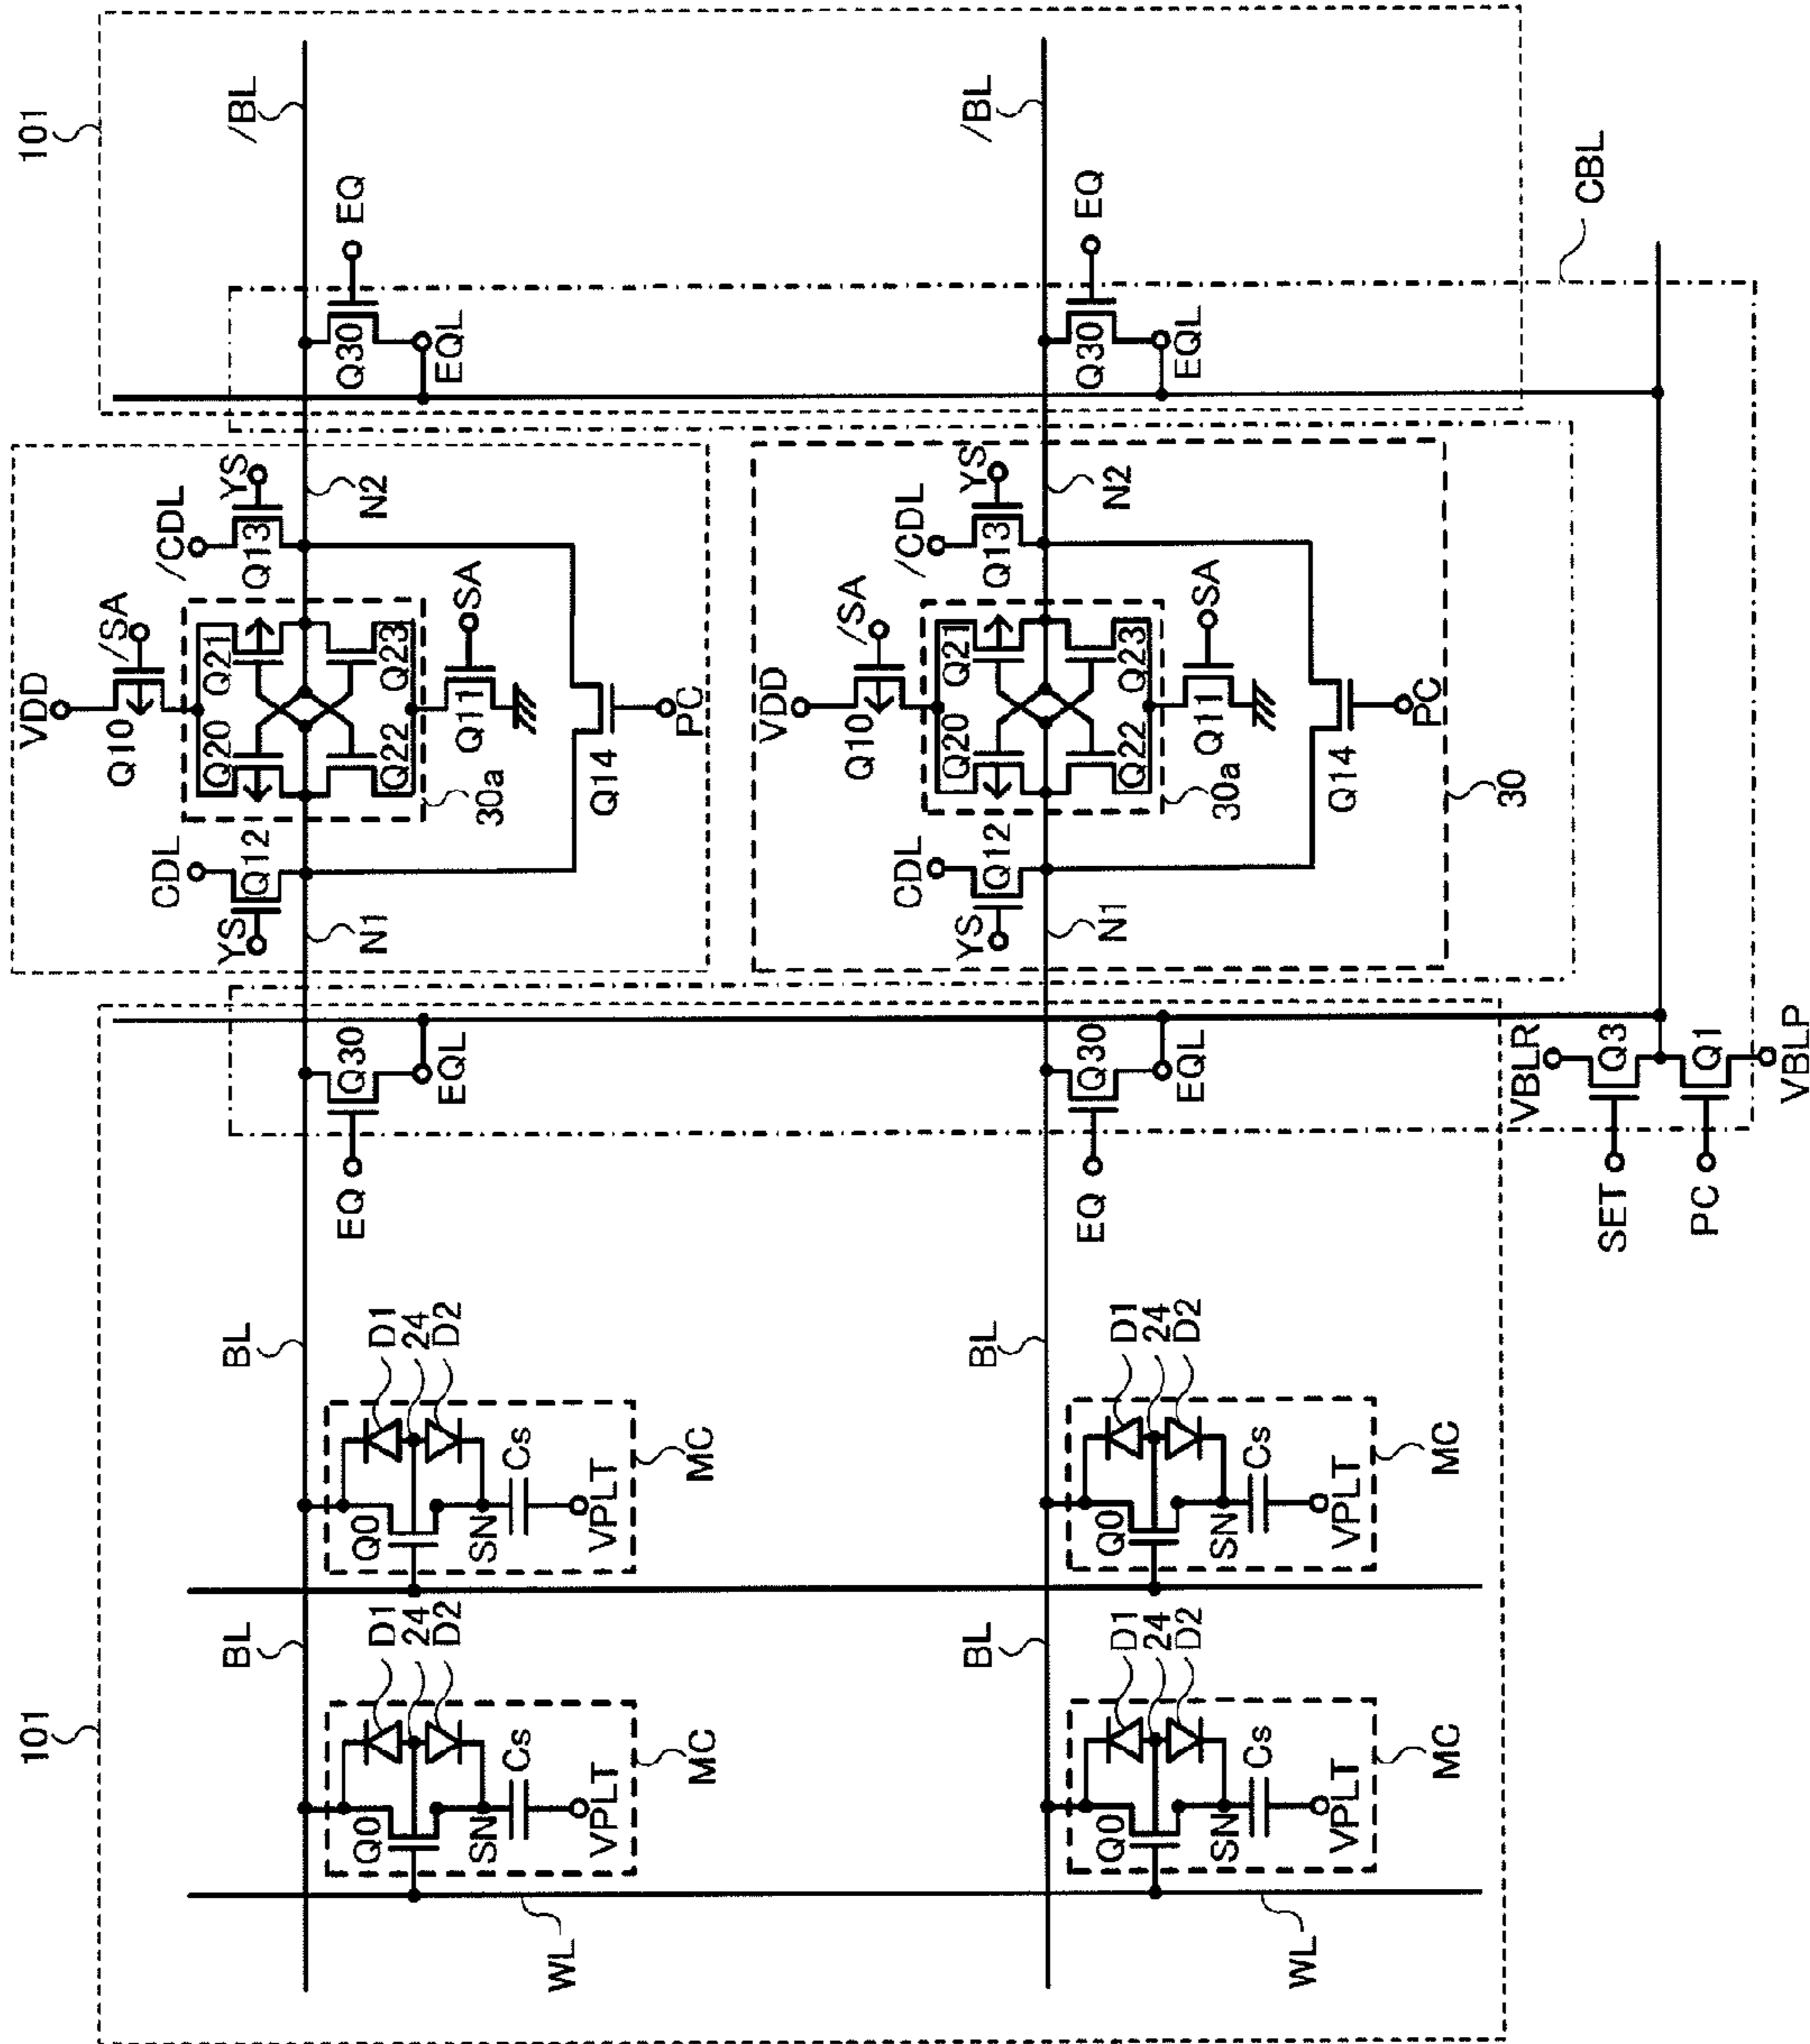 101
VDD
101
Q10
/SA
CDL
/CDL
BL
BL
YS
Q12
Q20
Q21
Q13
YS
/BL
Q0
D1
24
D2
Q0
D1
24
D2
EQ
Q30
N1
Q22
Q23
N2
Q30
EQ
SN
Cs
SN
Cs
EQL
30a
Q11
SA
EQL
WL
VPLT
VPLT
Q14
PC
MC
MC
VDD
Q10
/SA
CDL
/CDL
BL
BL
YS
Q12
Q20
Q21
Q13
YS
/BL
Q0
D1
24
D2
Q0
D1
24
D2
EQ
Q30
N1
Q22
Q23
N2
Q30
EQ
SN
Cs
SN
Cs
EQL
30a
Q11
SA
EQL
WL
VPLT
VPLT
Q14
PC
MC
MC
30
VBLR
CBL
SET
Q3
PC
Q1
VBLP